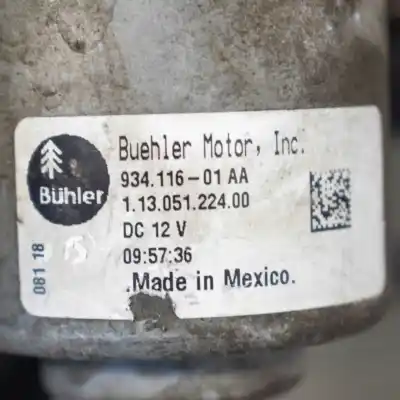 Buehler Motor, Inc.
934.116-01 AA
Bühler
1.13.051.224.00
DC 12 V
09:57:36
.Made in Mexico.
081 18